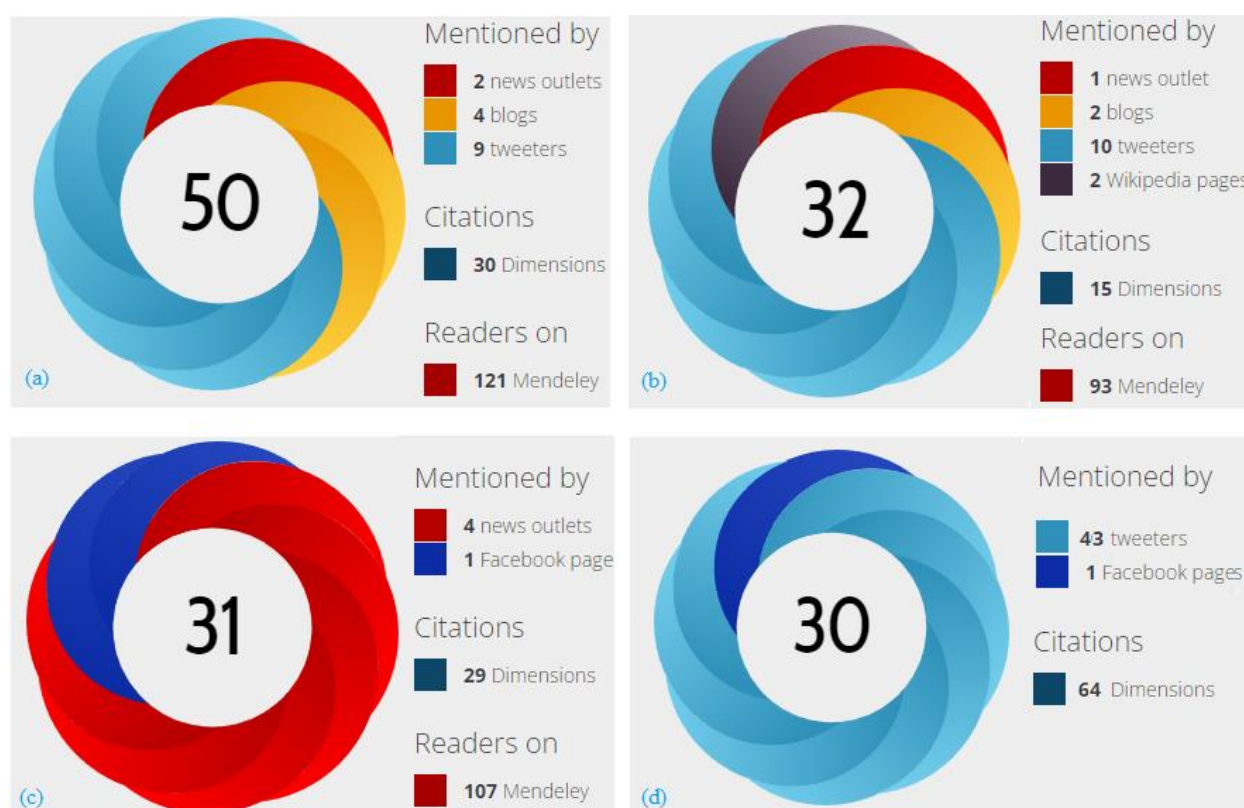 50
Mentioned by
2 news outlets
4 blogs
9 tweeters
Citations
30 Dimensions
Readers on
121 Mendeley
(a)
32
Mentioned by
1 news outlet
2 blogs
10 tweeters
2 Wikipedia pages
Citations
15 Dimensions
Readers on
93 Mendeley
(b)
31
Mentioned by
4 news outlets
1 Facebook page
Citations
29 Dimensions
Readers on
107 Mendeley
(c)
30
Mentioned by
43 tweeters
1 Facebook pages
Citations
64 Dimensions
(d)